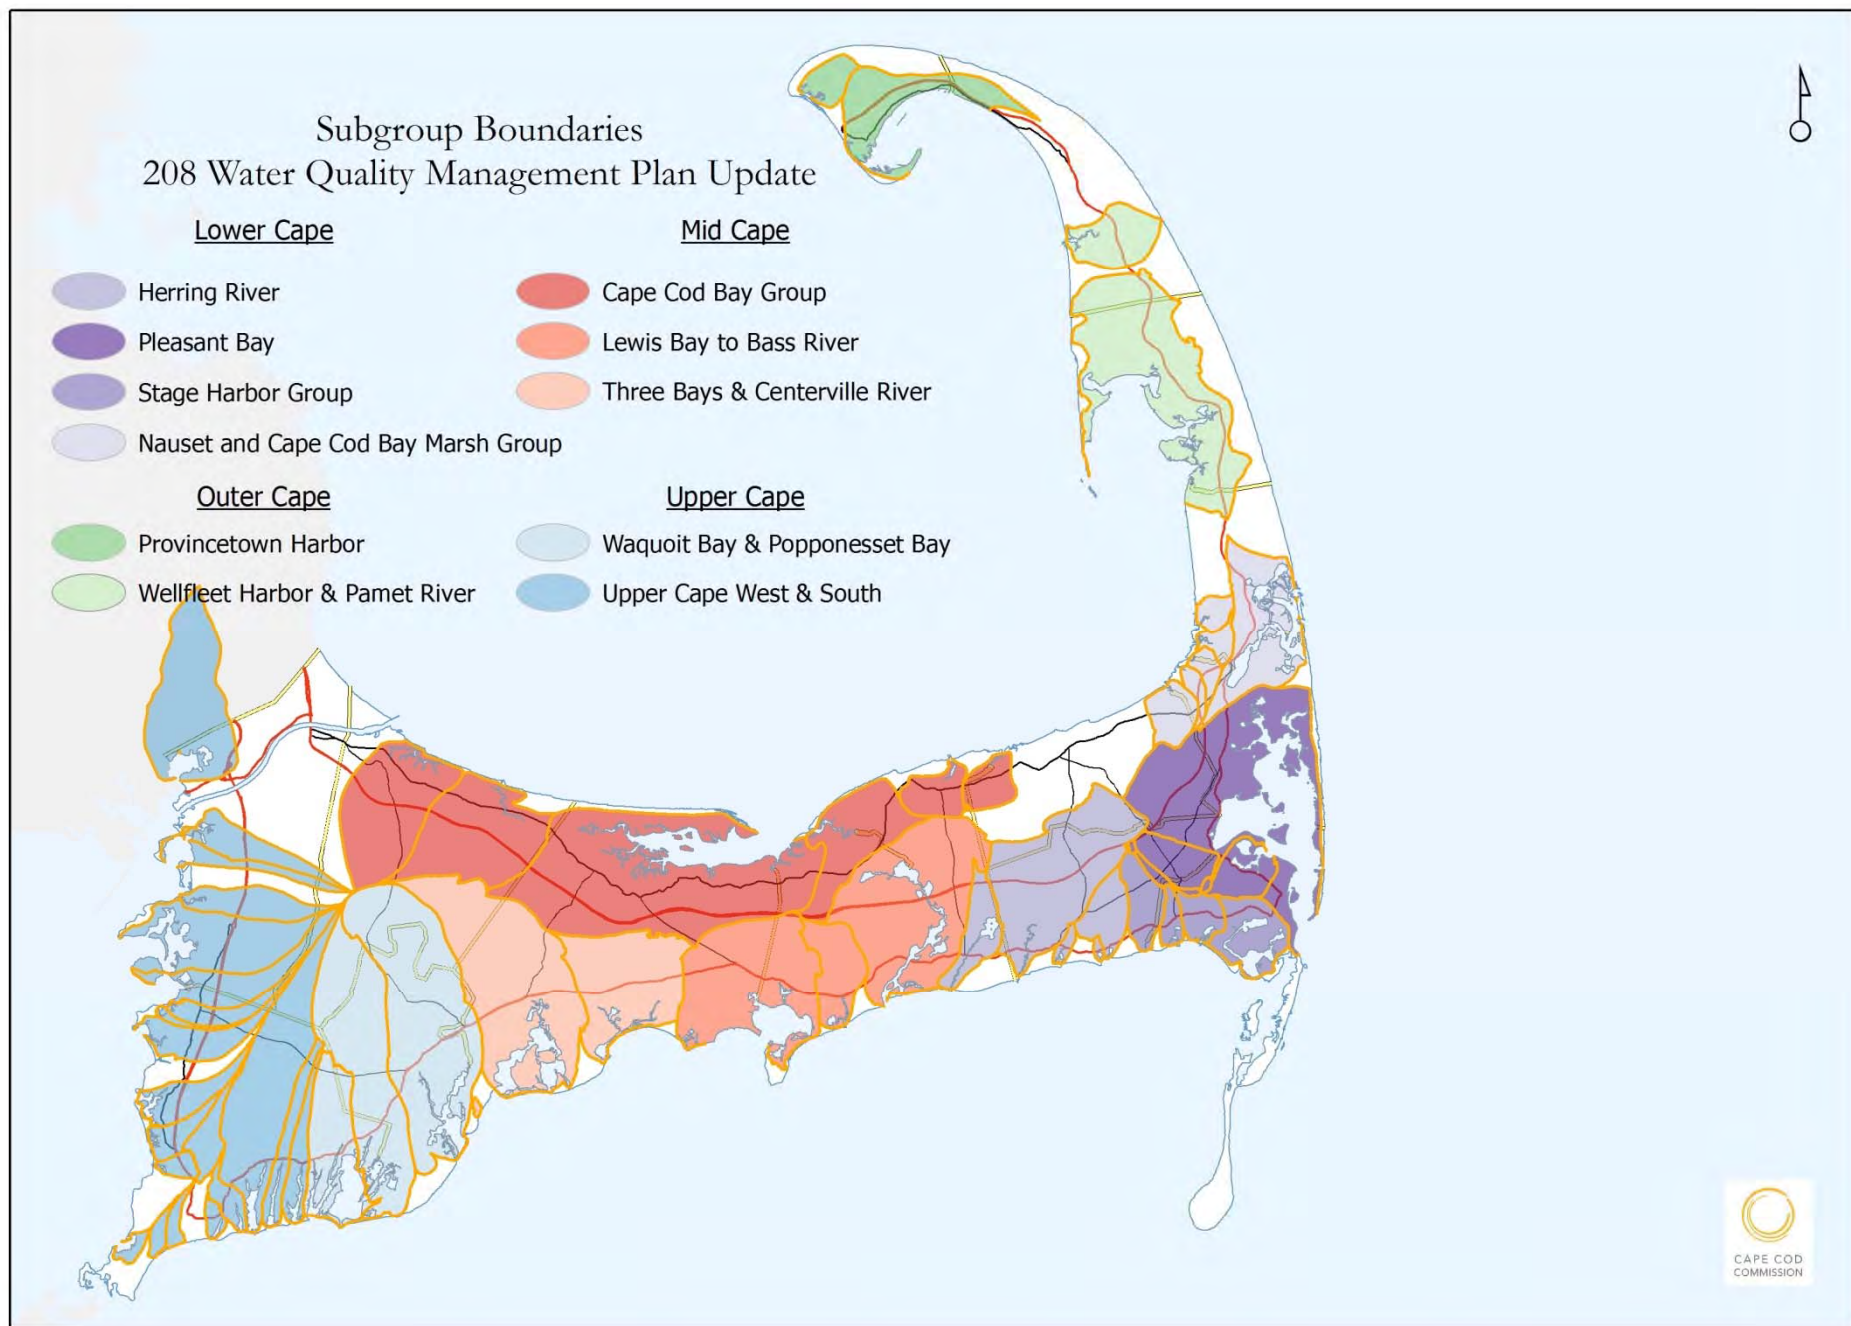 Subgroup Boundaries
208 Water Quality Management Plan Update
Lower Cape
Herring River
Pleasant Bay
Stage Harbor Group
Nauset and Cape Cod Bay Marsh Group
Mid Cape
Cape Cod Bay Group
Lewis Bay to Bass River
Three Bays & Centerville River
Outer Cape
Provincetown Harbor
Wellfleet Harbor & Pamet River
Upper Cape
Waquoit Bay & Popponesset Bay
Upper Cape West & South
CAPE COD
COMMISSION